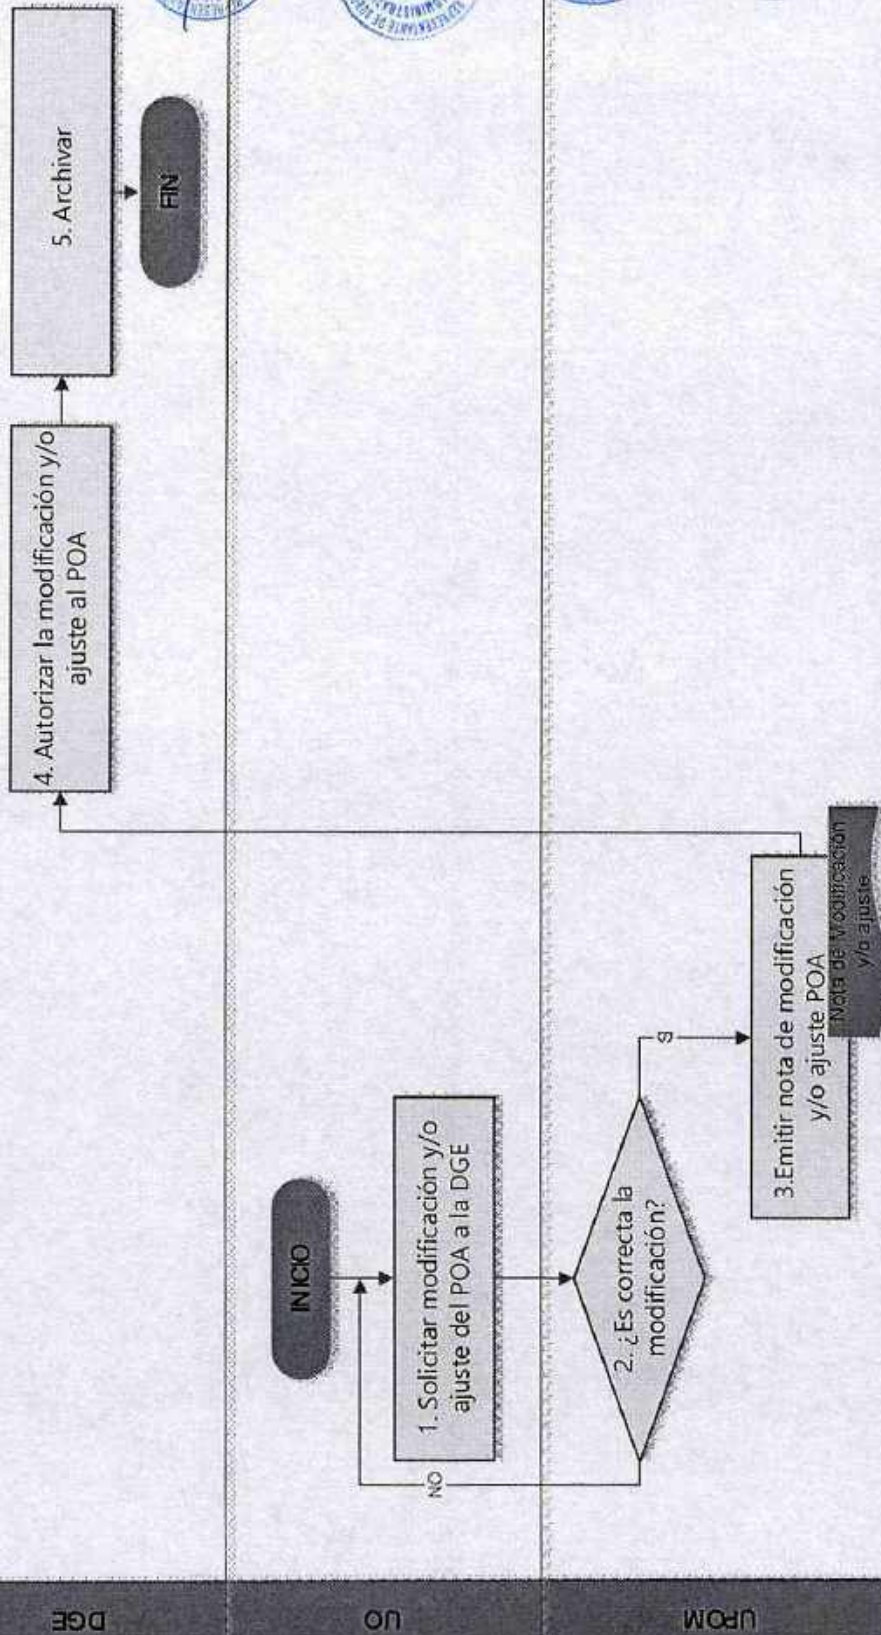 DGE
UO
UPOM
4. Autorizar la modificación y/o
ajuste al POA
5. Archivar
FIN
INICIO
1. Solicitar modificación y/o
ajuste del POA a la DGE
NO
2. ¿Es correcta la
modificación?
SI
3.Emitir nota de modificación
y/o ajuste POA
Nota de Modificación
y/o ajuste